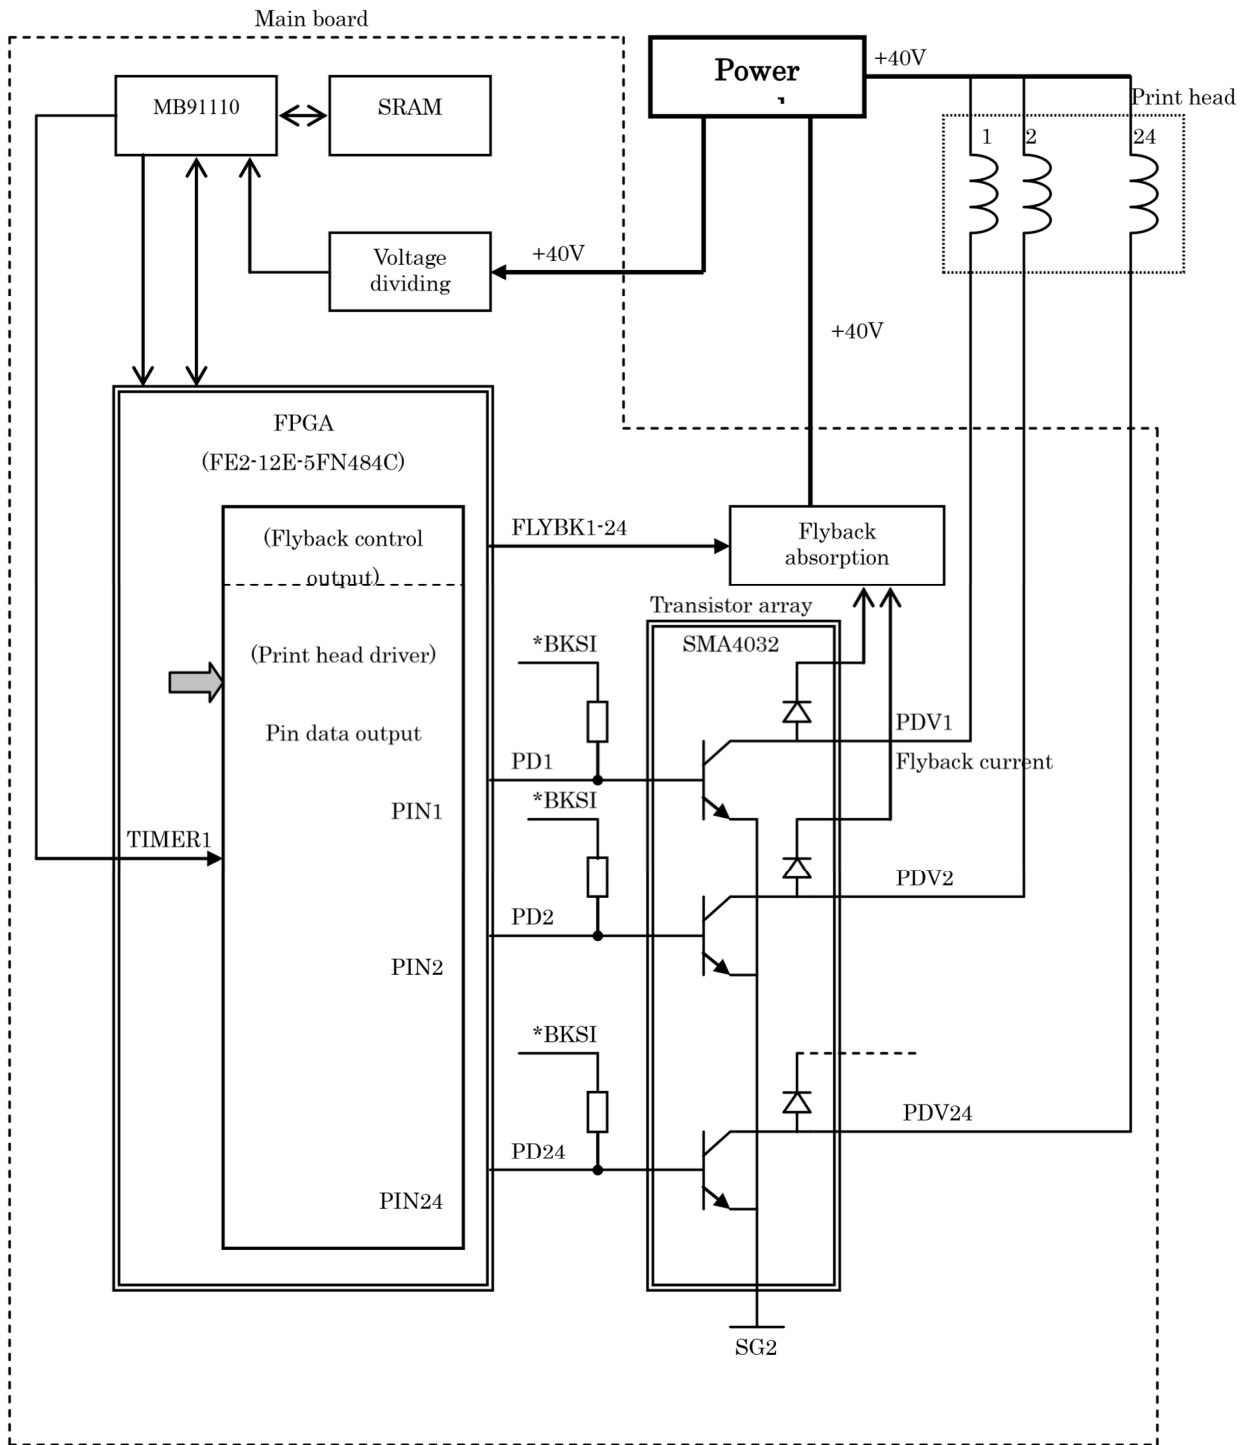 Main board
Power
+40V
Print head
MB91110
SRAM
1
2
24
Voltage
dividing
+40V
+40V
FPGA
(FE2-12E-5FN484C)
FLYBK1-24
Flyback
absorption
(Flyback control
output)
Transistor array
SMA4032
*BKSI
(Print head driver)
Pin data output
PDV1
Flyback current
PD1
*BKSI
PIN1
TIMER1
PDV2
PD2
PIN2
*BKSI
PDV24
PD24
PIN24
SG2